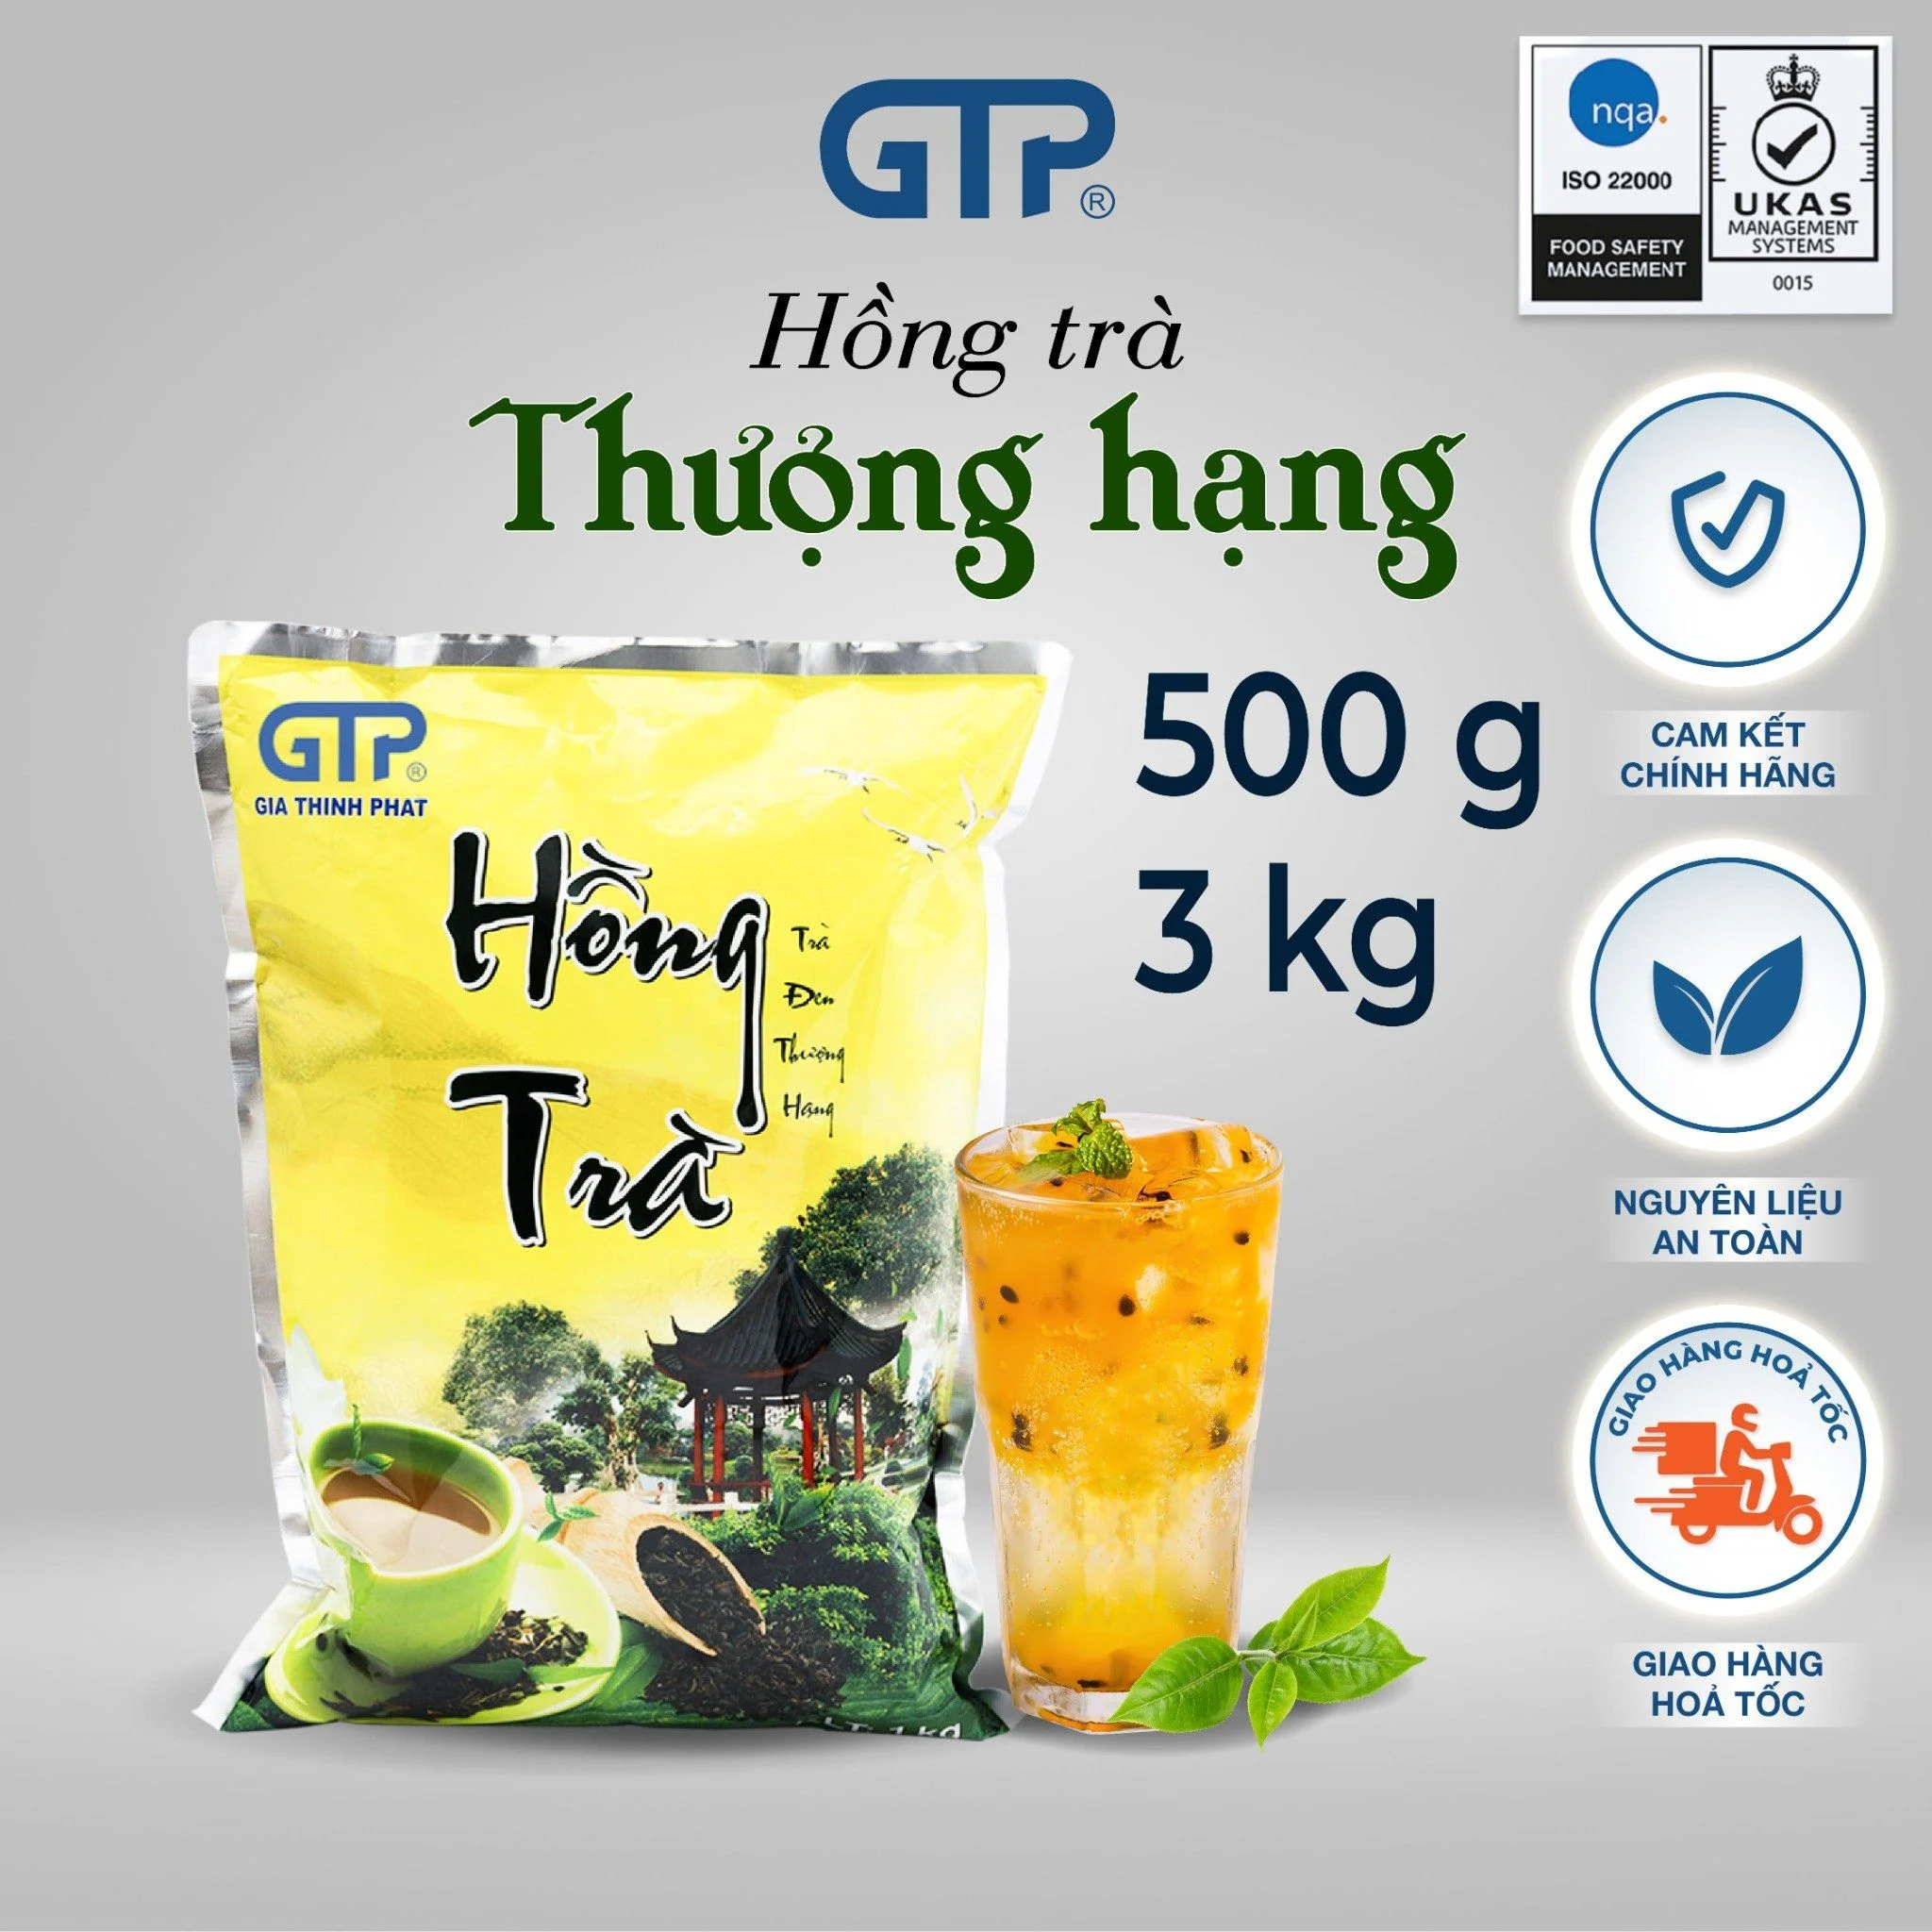 GTP®
nqa.
ISO 22000
FOOD SAFETY
MANAGEMENT
UKAS
MANAGEMENT
SYSTEMS
0015
Hồng trà
Thượng hạng
500 g
3 kg
GTP®
GIA THINH PHAT
Hồng
Trà
Trà
Đen
Thượng
Hạng
1 kg
CAM KẾT
CHÍNH HÃNG
NGUYÊN LIỆU
AN TOÀN
GIAO HÀNG HOẢ TỐC
GIAO HÀNG
HOẢ TỐC